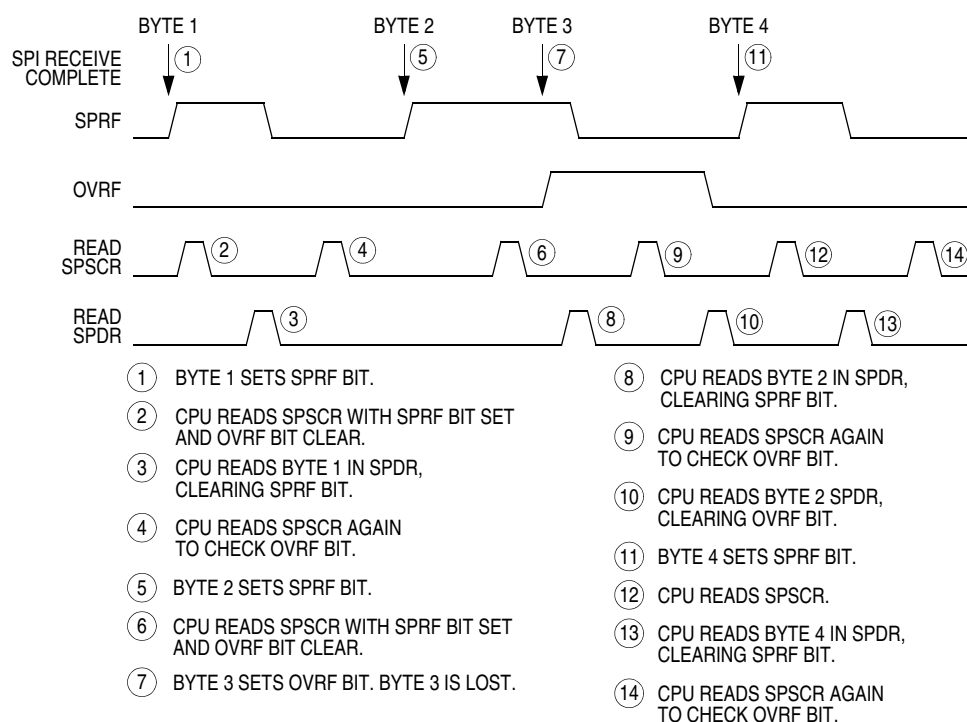 BYTE 1 BYTE 2 BYTE 3 BYTE 4
SPI RECEIVE
COMPLETE
1 5 7 11
SPRF
OVRF
READ
SPSCR
2 4 6 9 12 14
READ
SPDR
3 8 10 13
1 BYTE 1 SETS SPRF BIT.
2 CPU READS SPSCR WITH SPRF BIT SET
AND OVRF BIT CLEAR.
3 CPU READS BYTE 1 IN SPDR,
CLEARING SPRF BIT.
4 CPU READS SPSCR AGAIN
TO CHECK OVRF BIT.
5 BYTE 2 SETS SPRF BIT.
6 CPU READS SPSCR WITH SPRF BIT SET
AND OVRF BIT CLEAR.
7 BYTE 3 SETS OVRF BIT. BYTE 3 IS LOST.
8 CPU READS BYTE 2 IN SPDR,
CLEARING SPRF BIT.
9 CPU READS SPSCR AGAIN
TO CHECK OVRF BIT.
10 CPU READS BYTE 2 SPDR,
CLEARING OVRF BIT.
11 BYTE 4 SETS SPRF BIT.
12 CPU READS SPSCR.
13 CPU READS BYTE 4 IN SPDR,
CLEARING SPRF BIT.
14 CPU READS SPSCR AGAIN
TO CHECK OVRF BIT.